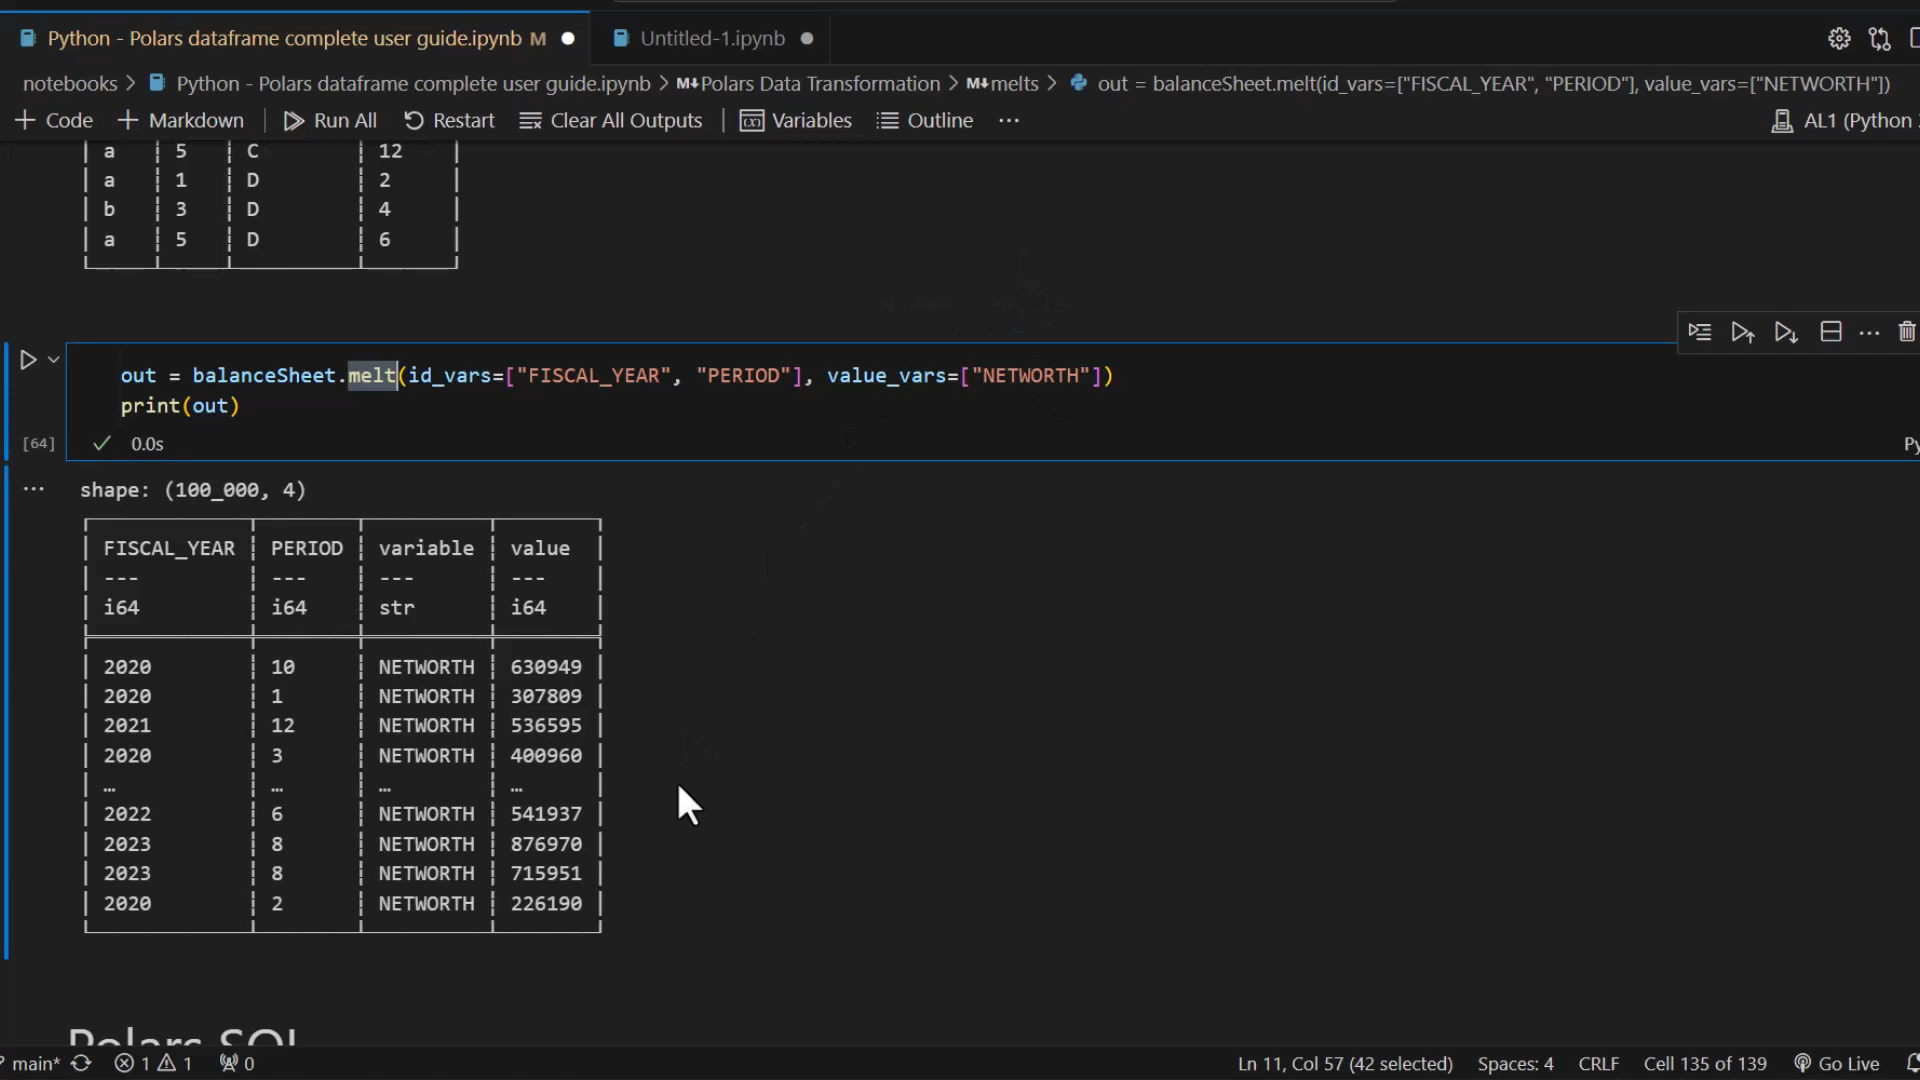 Python - Polars dataframe complete user guide.ipynb M
Untitled-1.ipynb
notebooks > Python - Polars dataframe complete user guide.ipynb > M↓Polars Data Transformation > M↓melts > out = balanceSheet.melt(id_vars=["FISCAL_YEAR", "PERIOD"], value_vars=["NETWORTH"])
+ Code + Markdown Run All Restart Clear All Outputs Variables Outline ... AL1 (Python
a 5 C 12
a 1 D 2
b 3 D 4
a 5 D 6
out = balanceSheet.melt(id_vars=["FISCAL_YEAR", "PERIOD"], value_vars=["NETWORTH"])
print(out)
[64] ✓ 0.0s Py
... shape: (100_000, 4)
FISCAL_YEAR PERIOD variable value
--- --- --- ---
i64 i64 str i64
2020 10 NETWORTH 630949
2020 1 NETWORTH 307809
2021 12 NETWORTH 536595
2020 3 NETWORTH 400960
… … … …
2022 6 NETWORTH 541937
2023 8 NETWORTH 876970
2023 8 NETWORTH 715951
2020 2 NETWORTH 226190
Polars SQL
main* 1 1 0 Ln 11, Col 57 (42 selected) Spaces: 4 CRLF Cell 135 of 139 Go Live